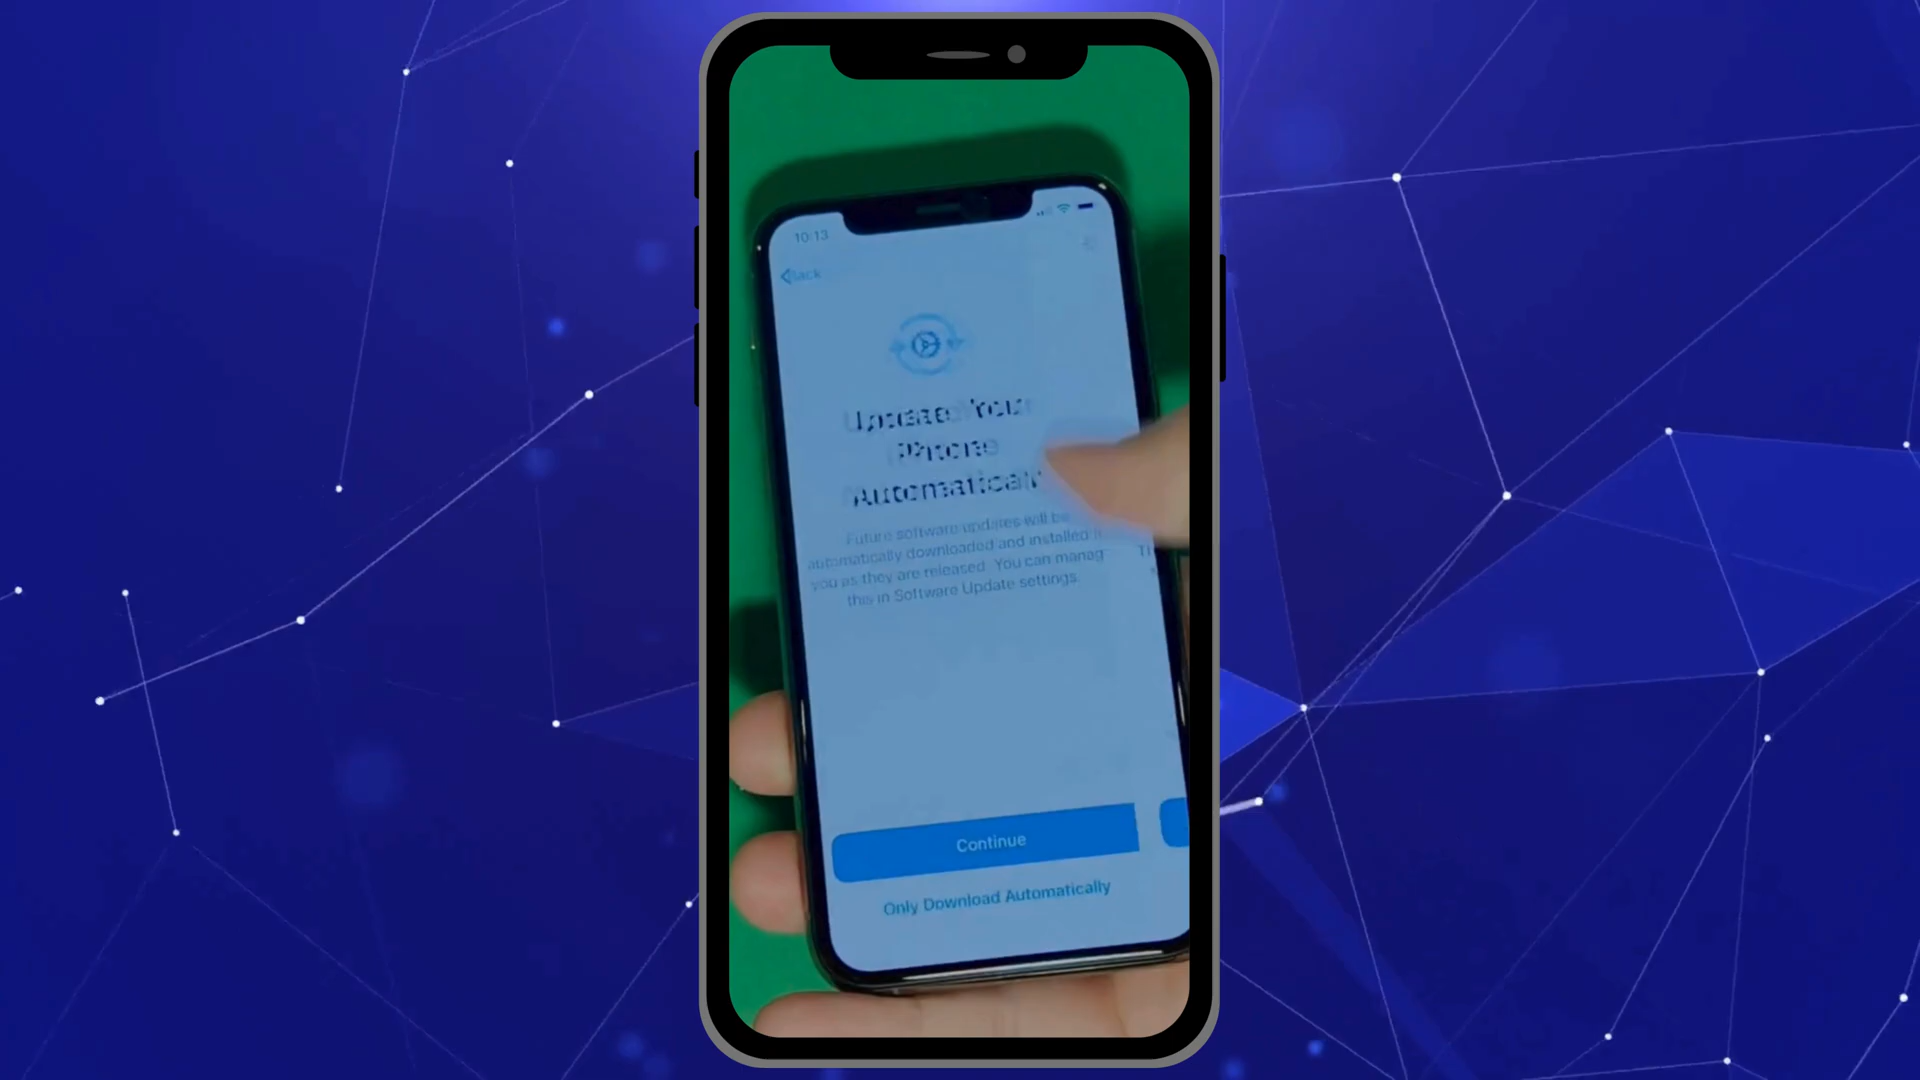 10:13
Back
Update Your
iPhone
Automatically
Future software updates will be
automatically downloaded and installed
you as they are released. You can manag
this in Software Update settings
Continue
Only Download Automatically